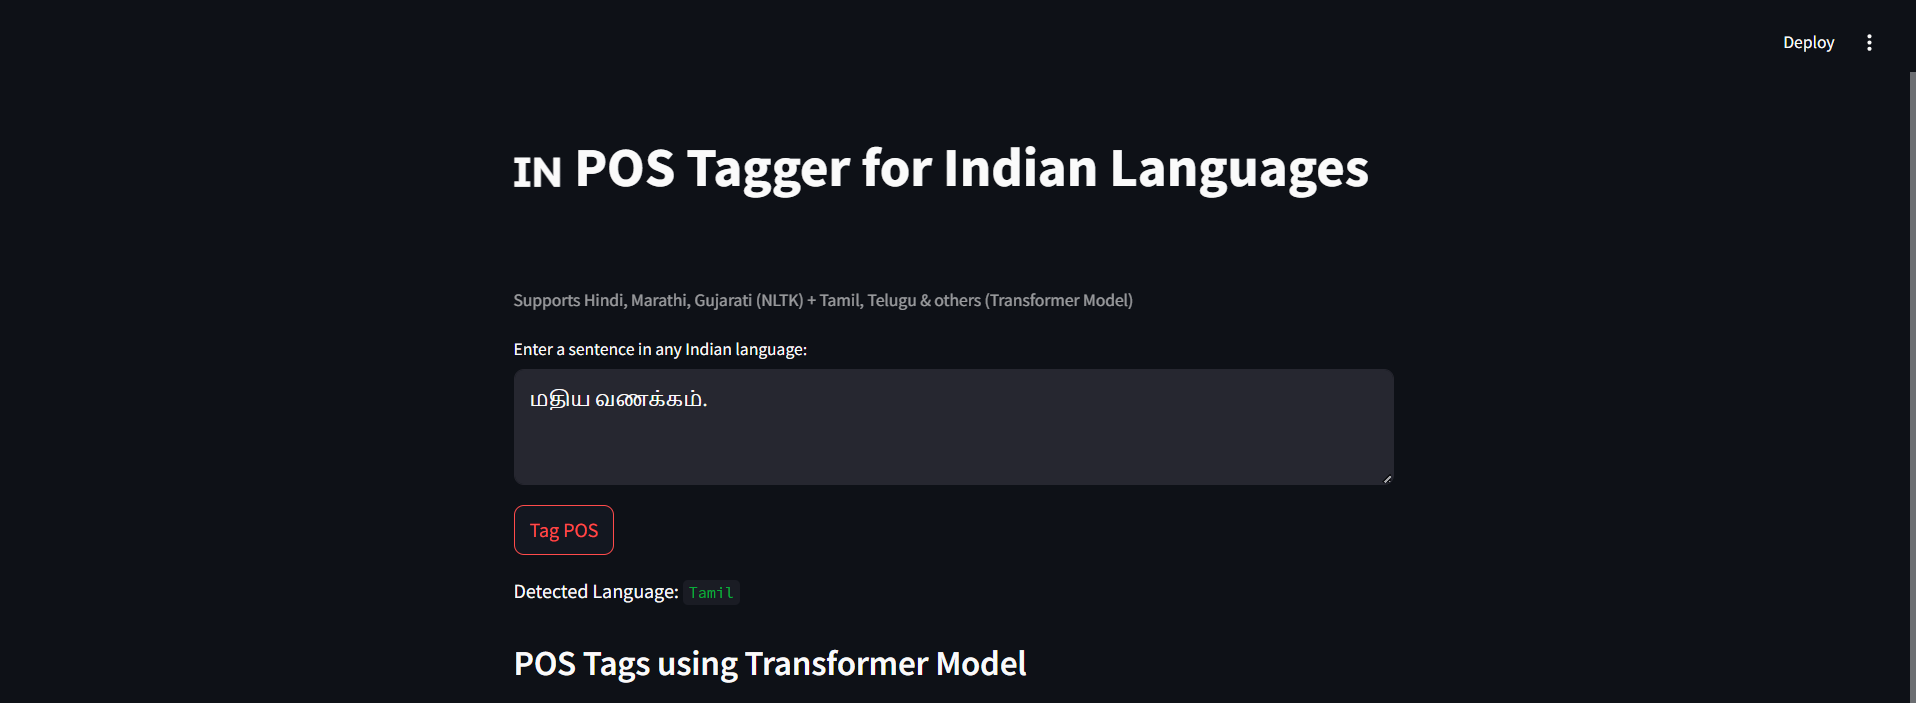 Deploy
IN POS Tagger for Indian Languages
Supports Hindi, Marathi, Gujarati (NLTK) + Tamil, Telugu & others (Transformer Model)
Enter a sentence in any Indian language:
மதிய வணக்கம்.
Tag POS
Detected Language: Tamil
POS Tags using Transformer Model